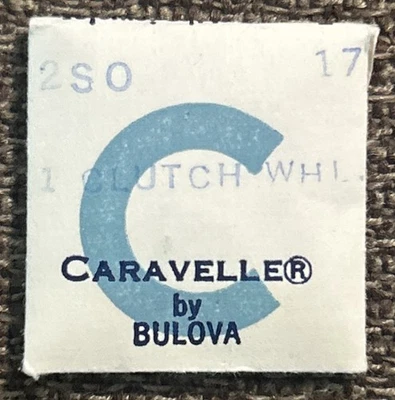 2SO 17
1 CLUTCH WHL.
CARAVELLE®
by
BULOVA